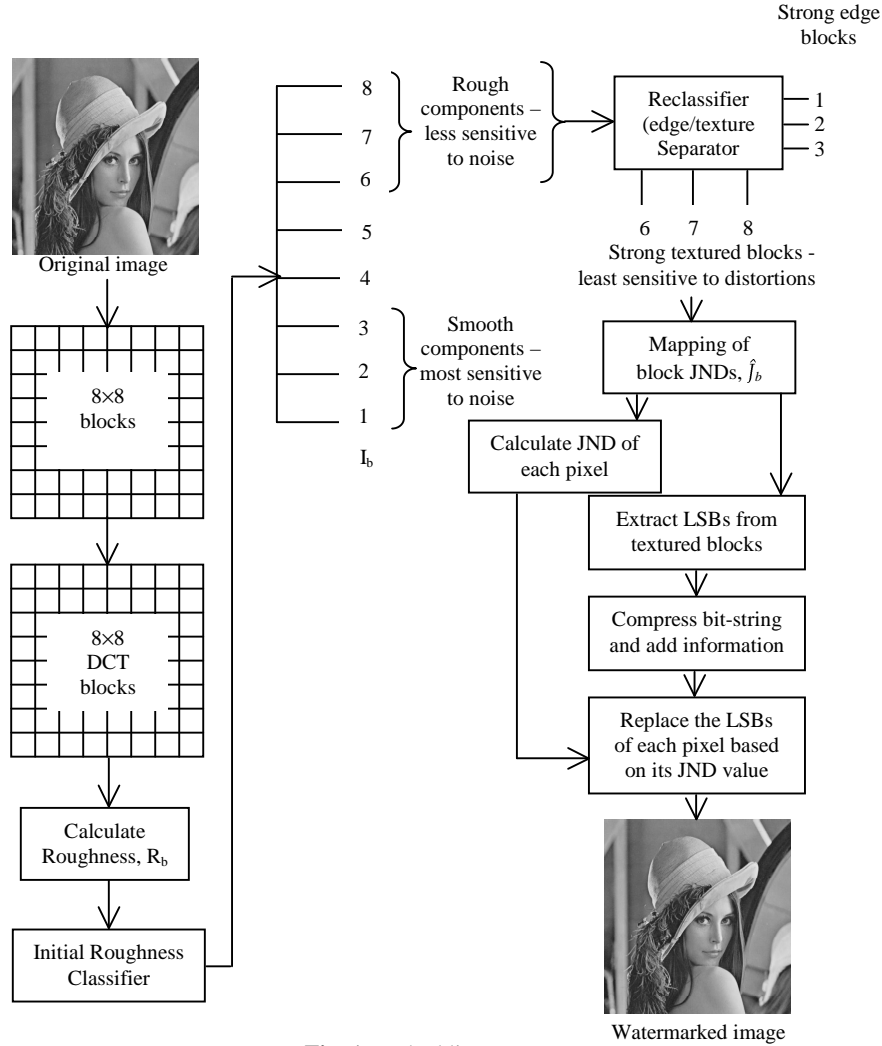 Original image
8×8
blocks
8×8
DCT
blocks
Calculate
Roughness, R_b
Initial Roughness
Classifier
8
7
6
5
4
3
2
1
I_b
Rough
components –
less sensitive
to noise
Smooth
components –
most sensitive
to noise
Strong edge
blocks
Reclassifier
(edge/texture
Separator
1
2
3
6 7 8
Strong textured blocks -
least sensitive to distortions
Mapping of
block JNDs, Ĵ_b
Calculate JND of
each pixel
Extract LSBs from
textured blocks
Compress bit-string
and add information
Replace the LSBs
of each pixel based
on its JND value
Watermarked image